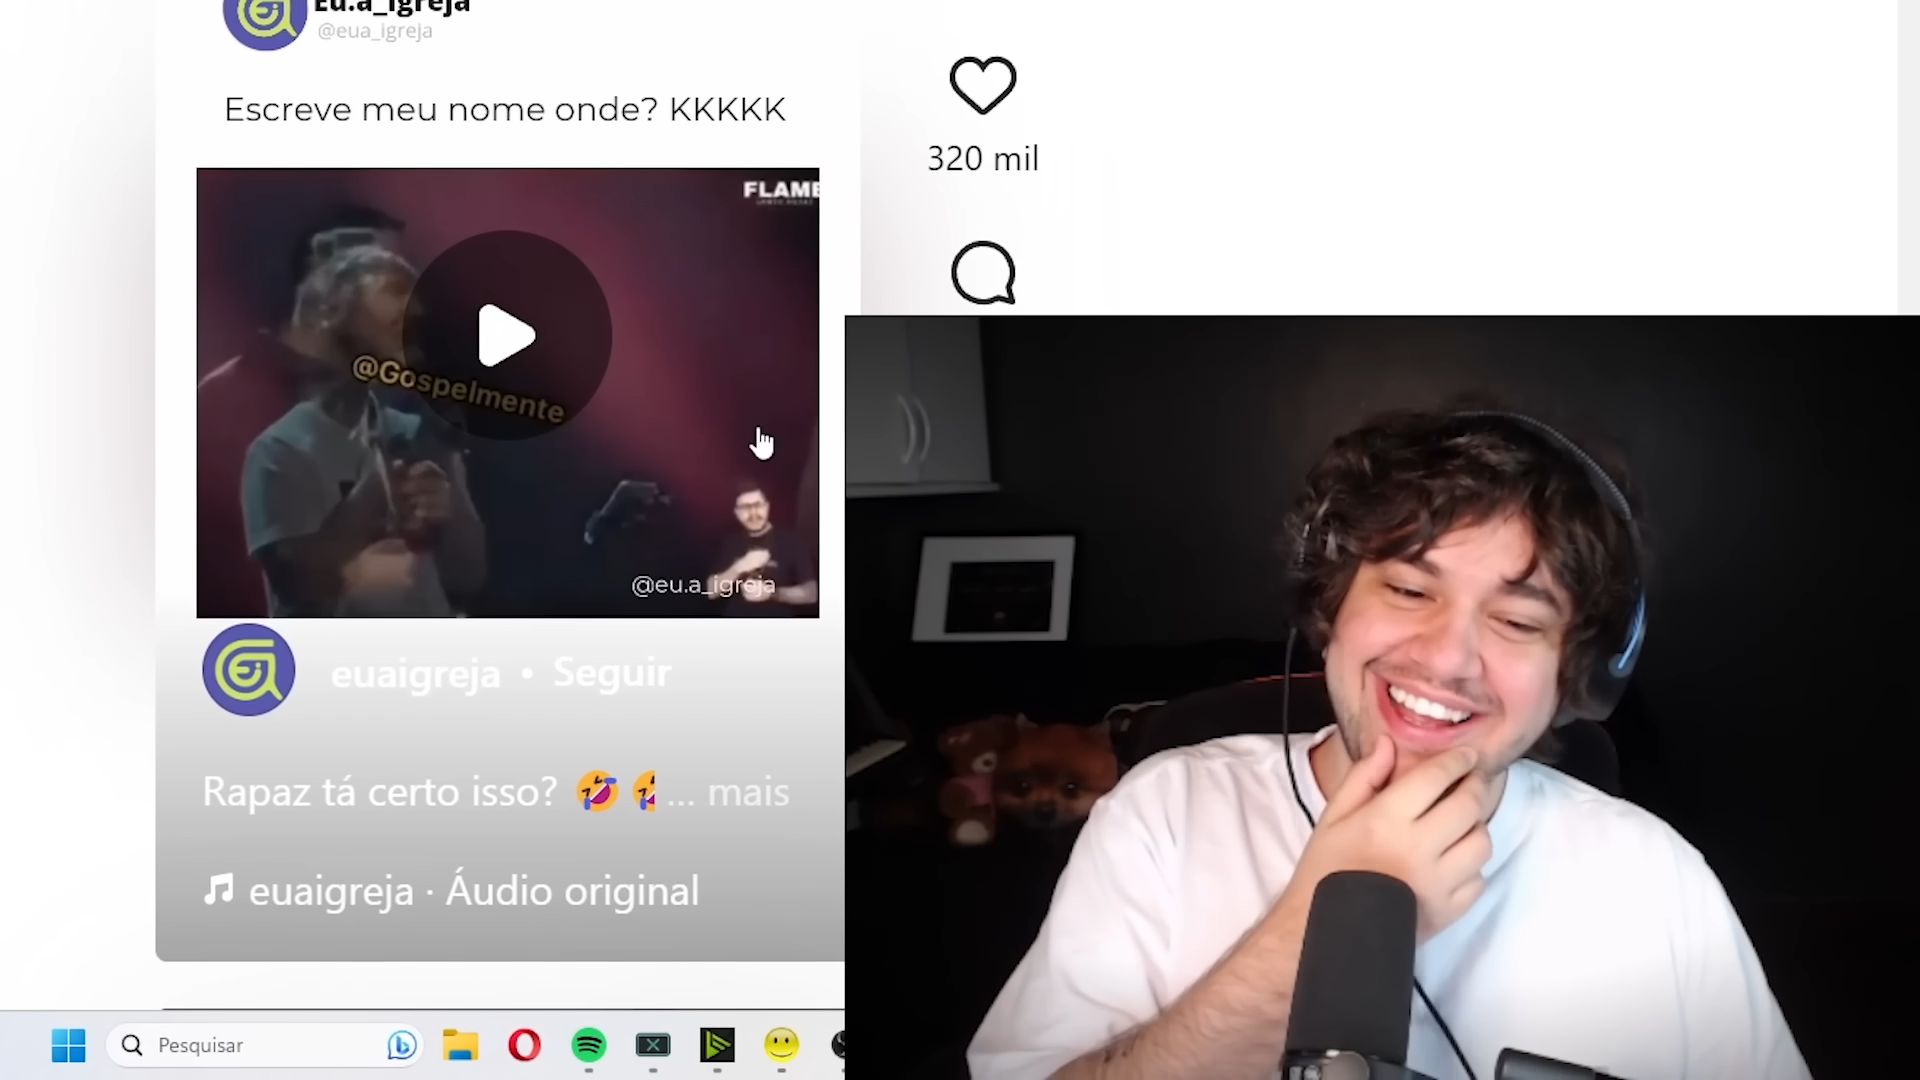 Eu.a_igreja
@eua_igreja
Escreve meu nome onde? KKKKK
FLAME
@Gospelmente
@eu.a_igreja
320 mil
euaigreja • Seguir
Rapaz tá certo isso? 🤣 🤣... mais
euaigreja · Áudio original
Pesquisar